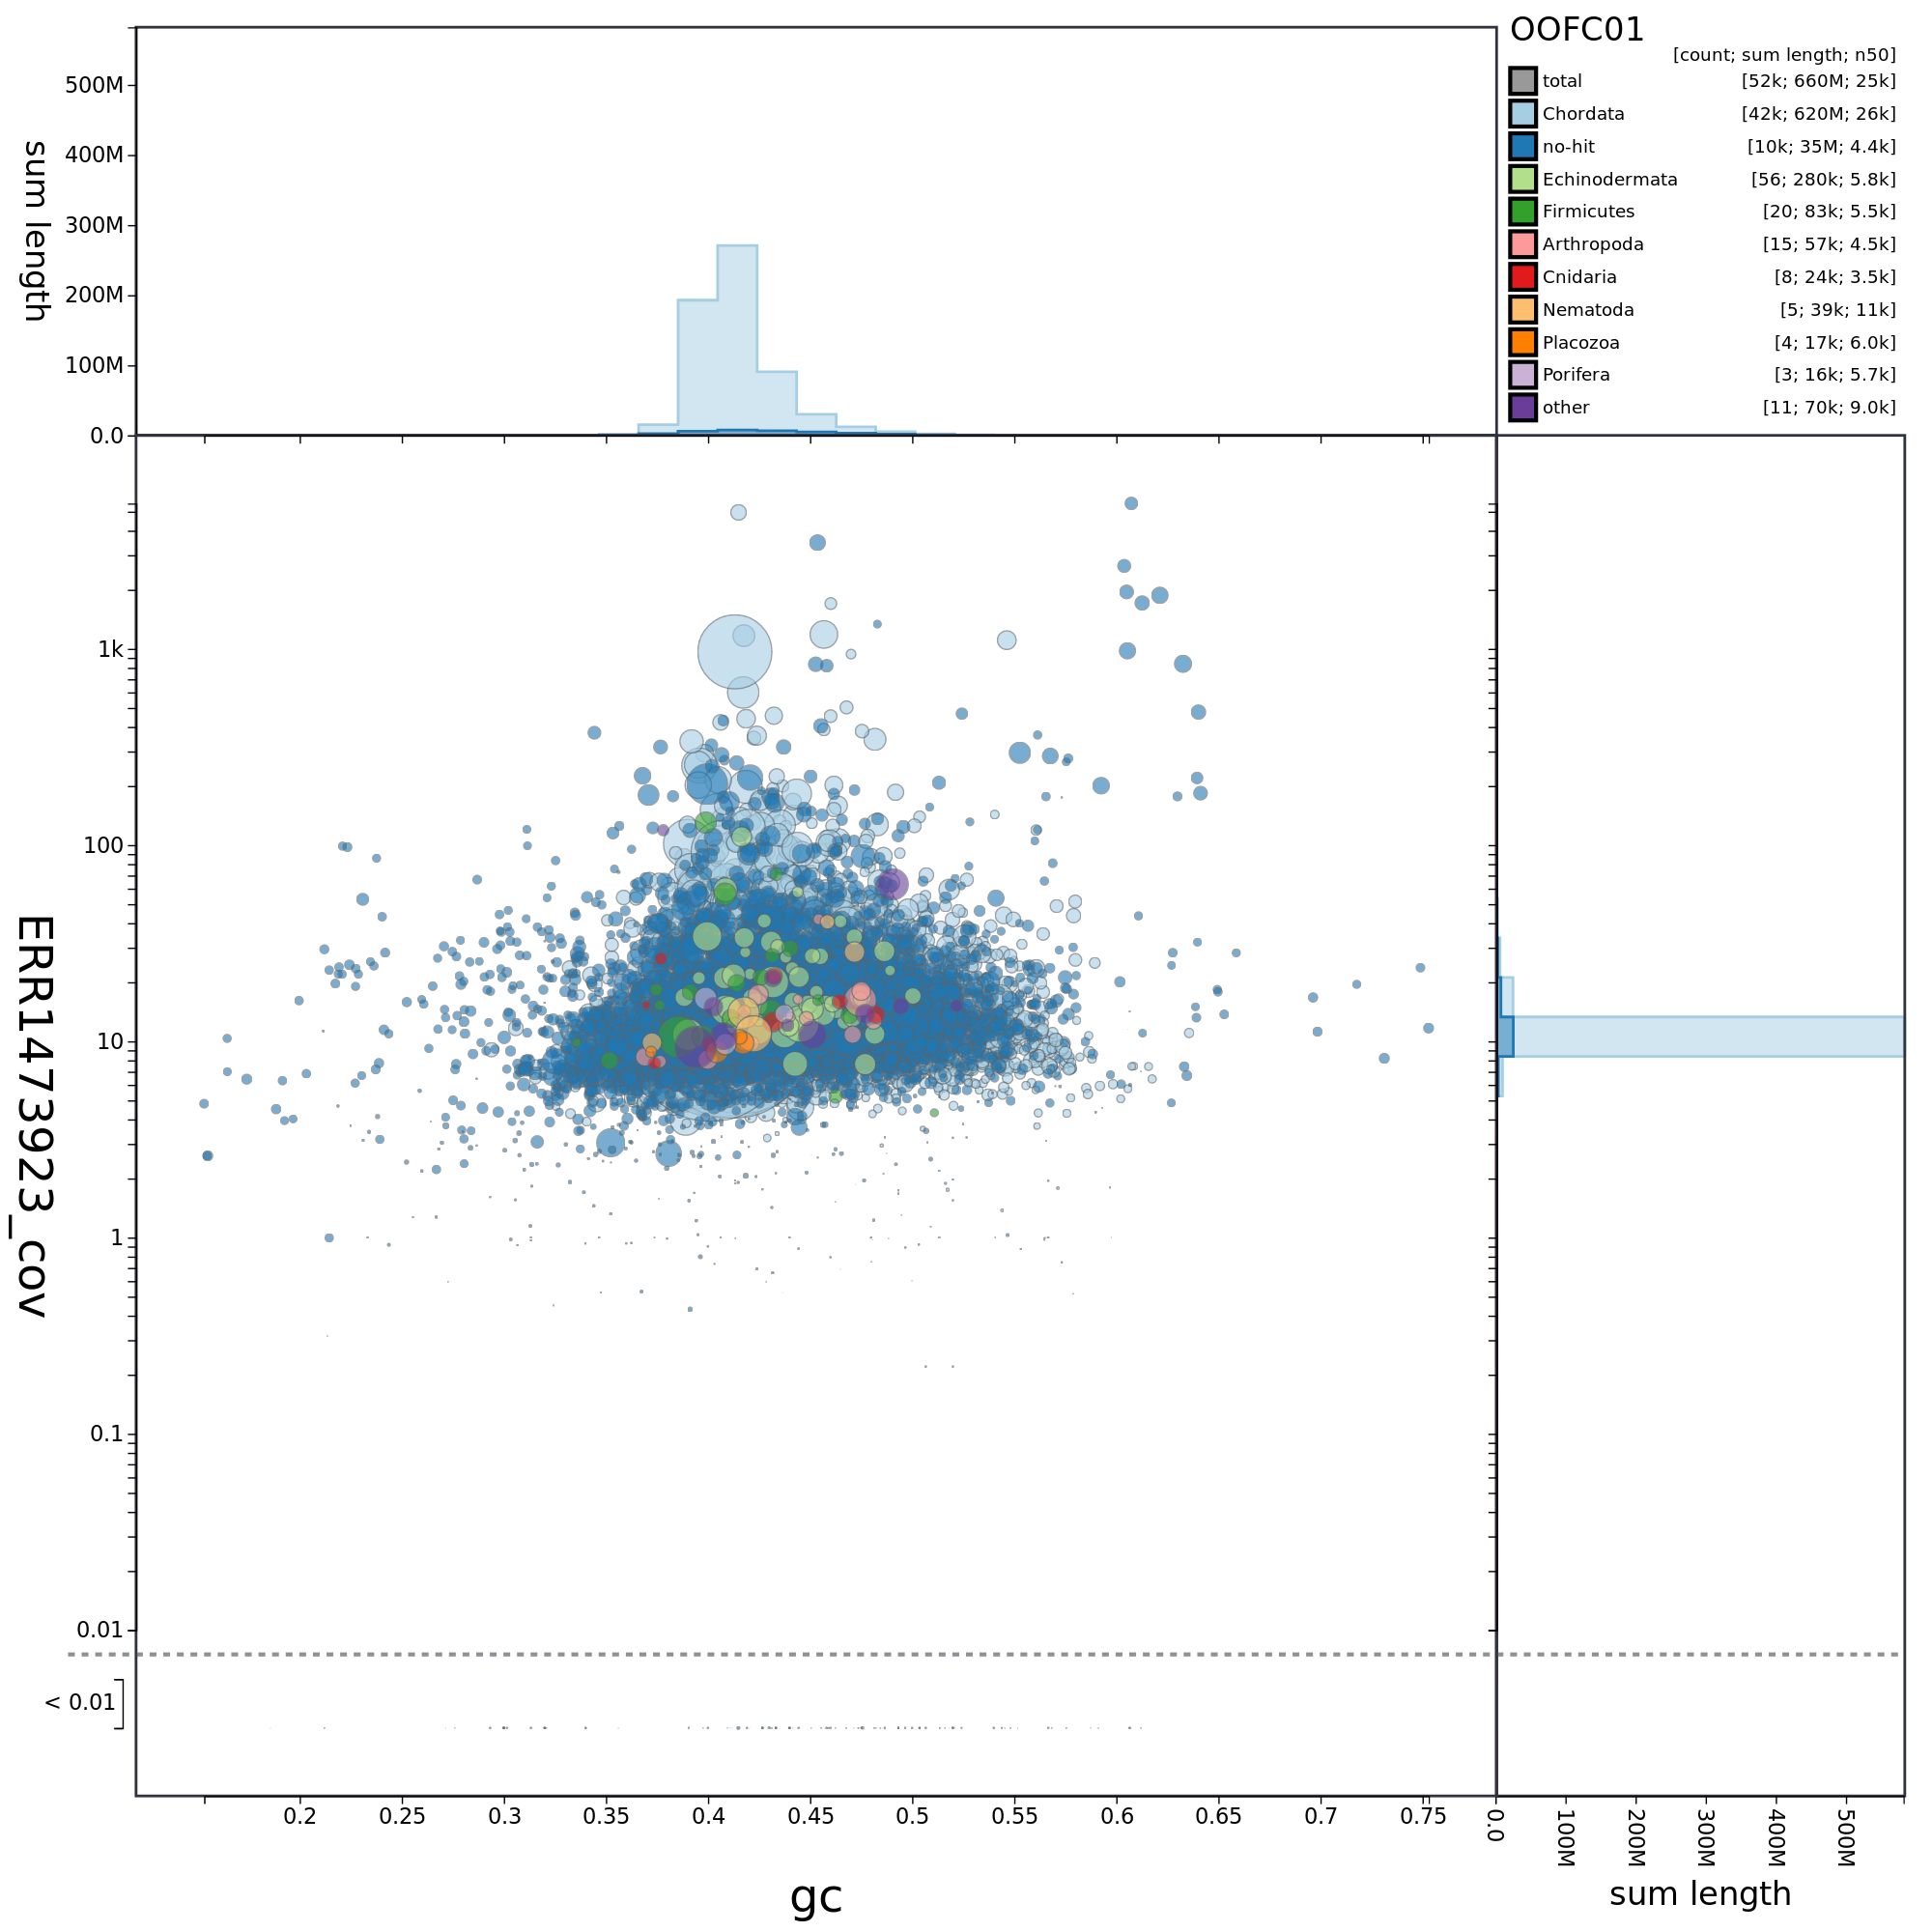 OOFC01
[count; sum length; n50]
total [52k; 660M; 25k]
Chordata [42k; 620M; 26k]
no-hit [10k; 35M; 4.4k]
Echinodermata [56; 280k; 5.8k]
Firmicutes [20; 83k; 5.5k]
Arthropoda [15; 57k; 4.5k]
Cnidaria [8; 24k; 3.5k]
Nematoda [5; 39k; 11k]
Placozoa [4; 17k; 6.0k]
Porifera [3; 16k; 5.7k]
other [11; 70k; 9.0k]
sum length
500M
400M
300M
200M
100M
0.0
ERR1473923_cov
1k
100
10
1
0.1
0.01
< 0.01
0.2 0.25 0.3 0.35 0.4 0.45 0.5 0.55 0.6 0.65 0.7 0.75
gc
0.0 100M 200M 300M 400M 500M
sum length